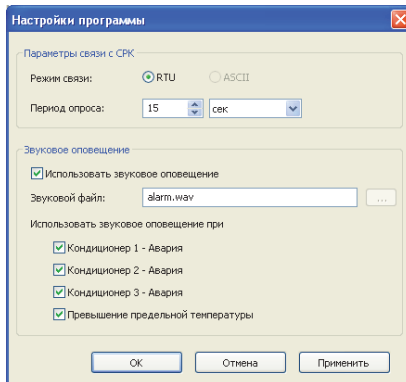 Настройки программы
Параметры связи с СРК
Режим связи: RTU ASCII
Период опроса: 15 сек
Звуковое оповещение
Использовать звуковое оповещение
Звуковой файл: alarm.wav ...
Использовать звуковое оповещение при
Кондиционер 1 - Авария
Кондиционер 2 - Авария
Кондиционер 3 - Авария
Превышение предельной температуры
ОК Отмена Применить